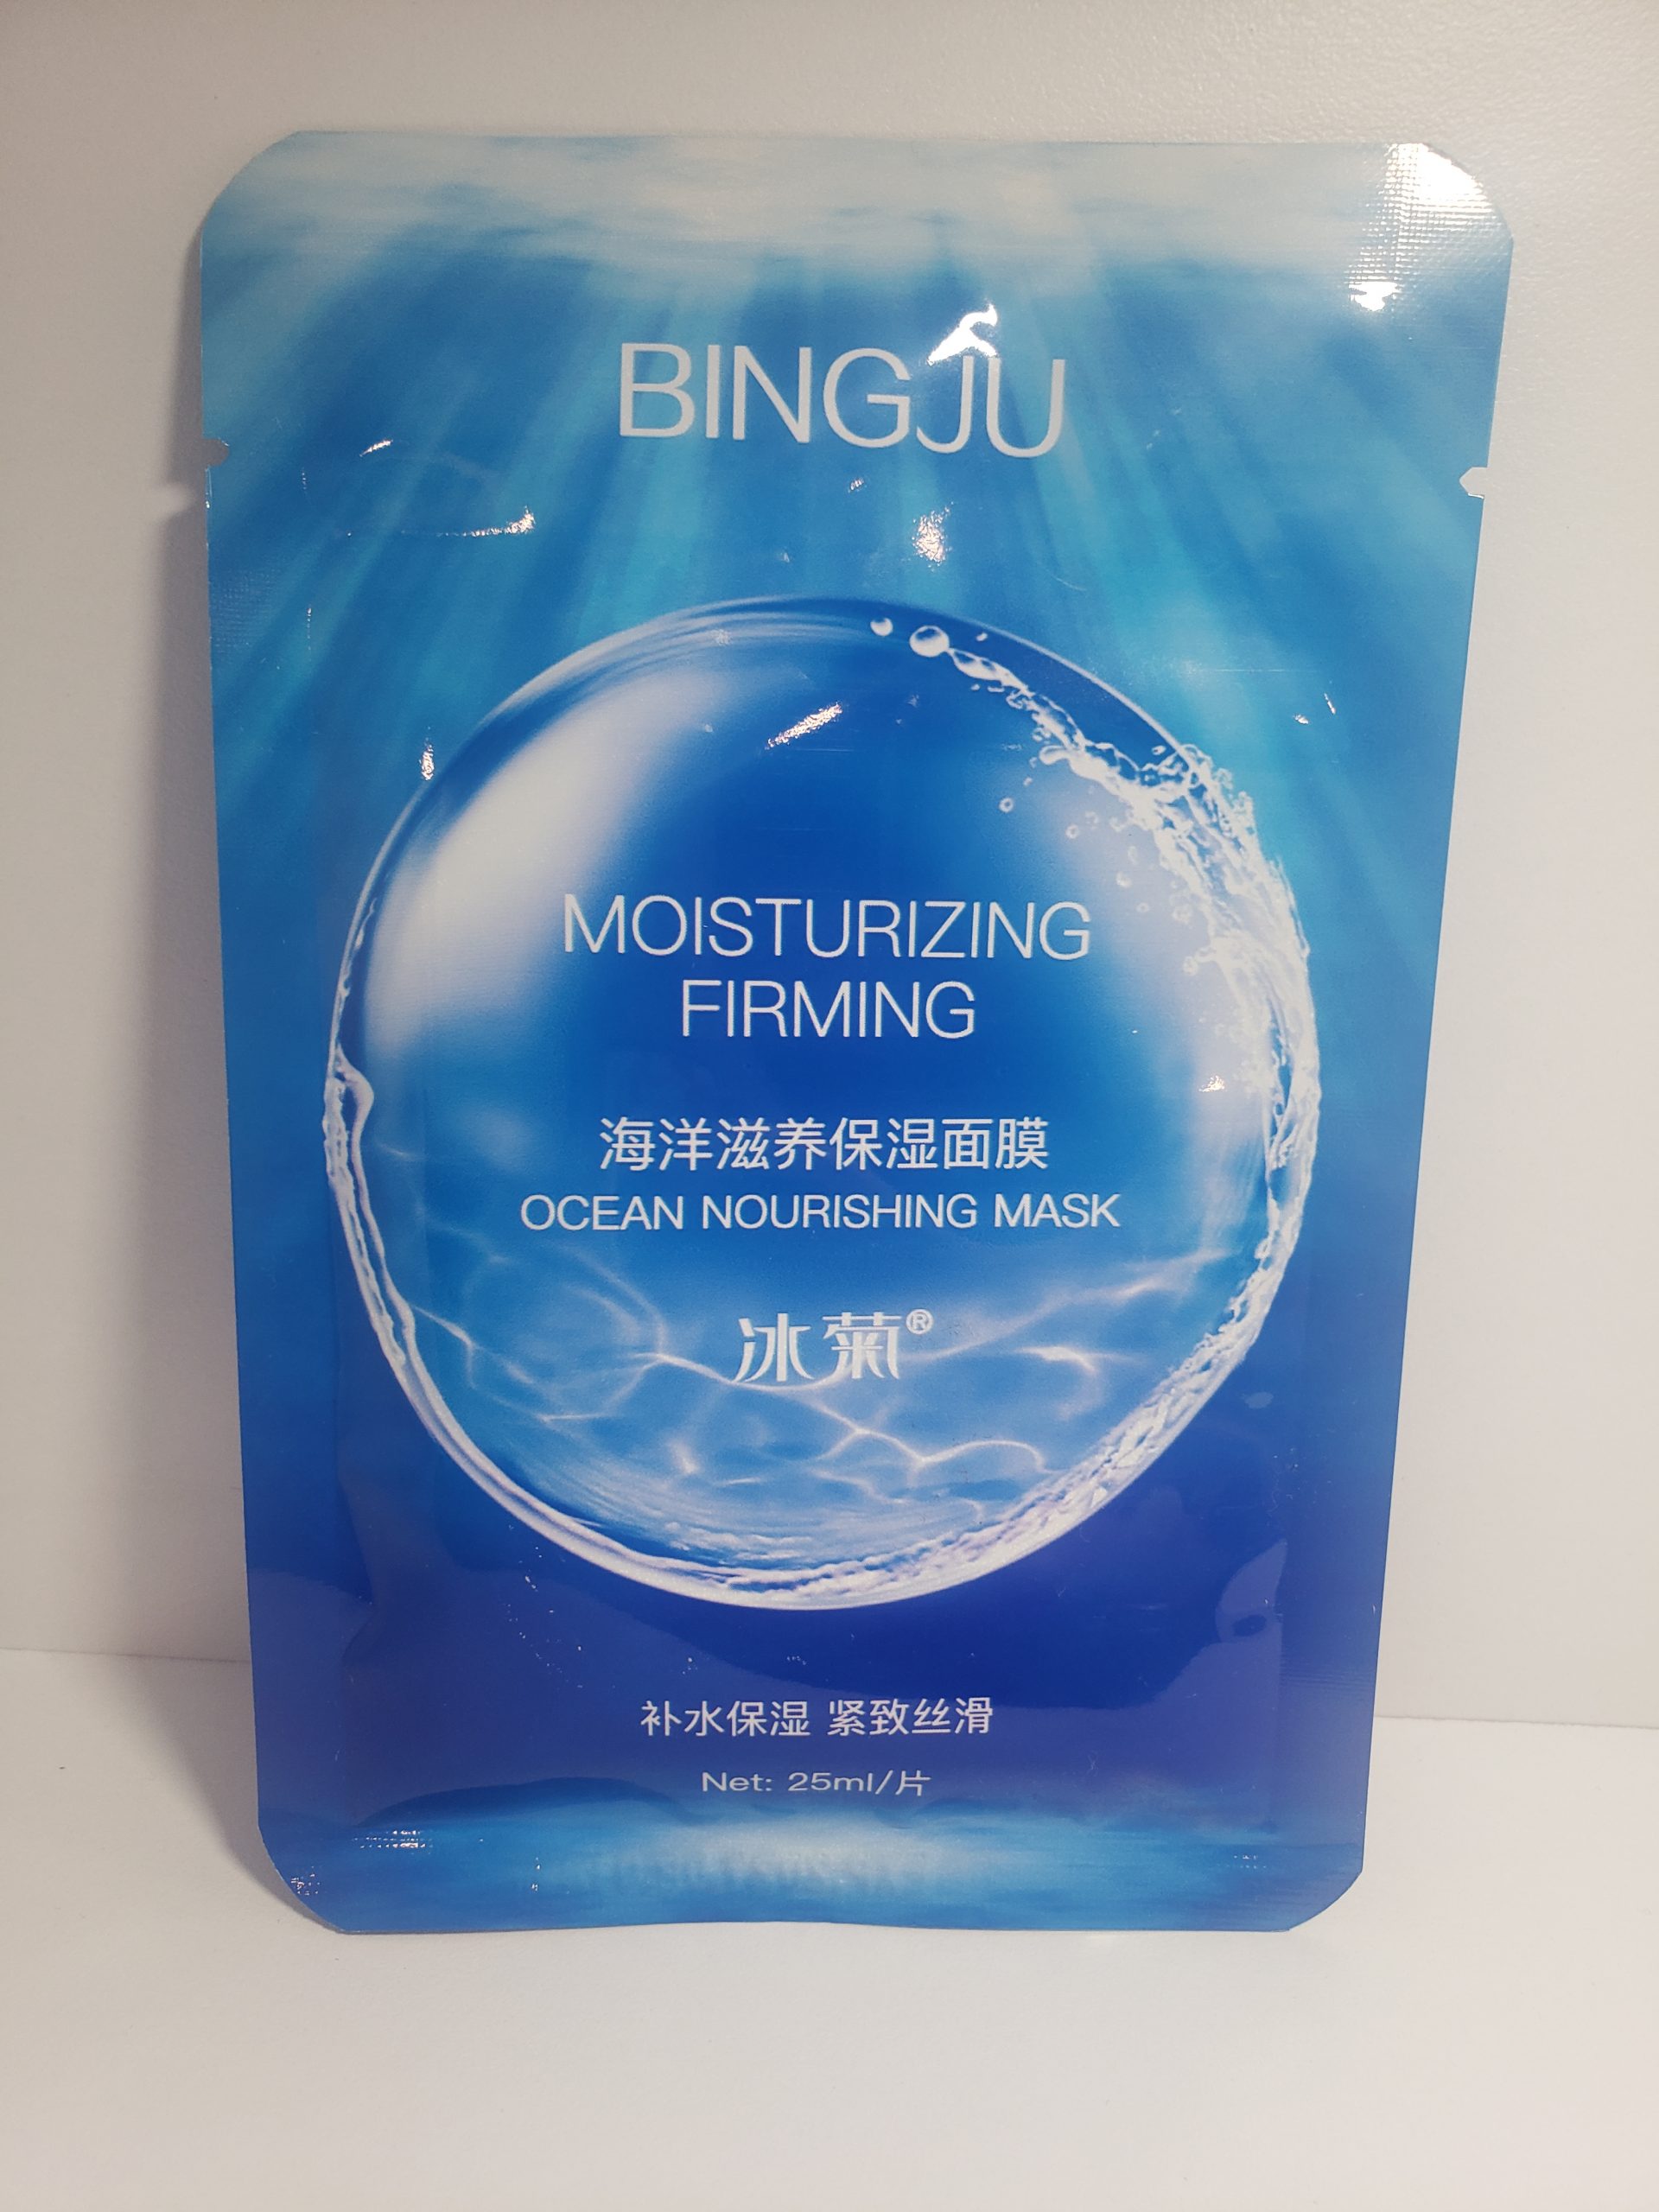 BINGJU
MOISTURIZING
FIRMING
海洋滋养保湿面膜
OCEAN NOURISHING MASK
冰菊®
补水保湿 紧致丝滑
Net: 25ml/片